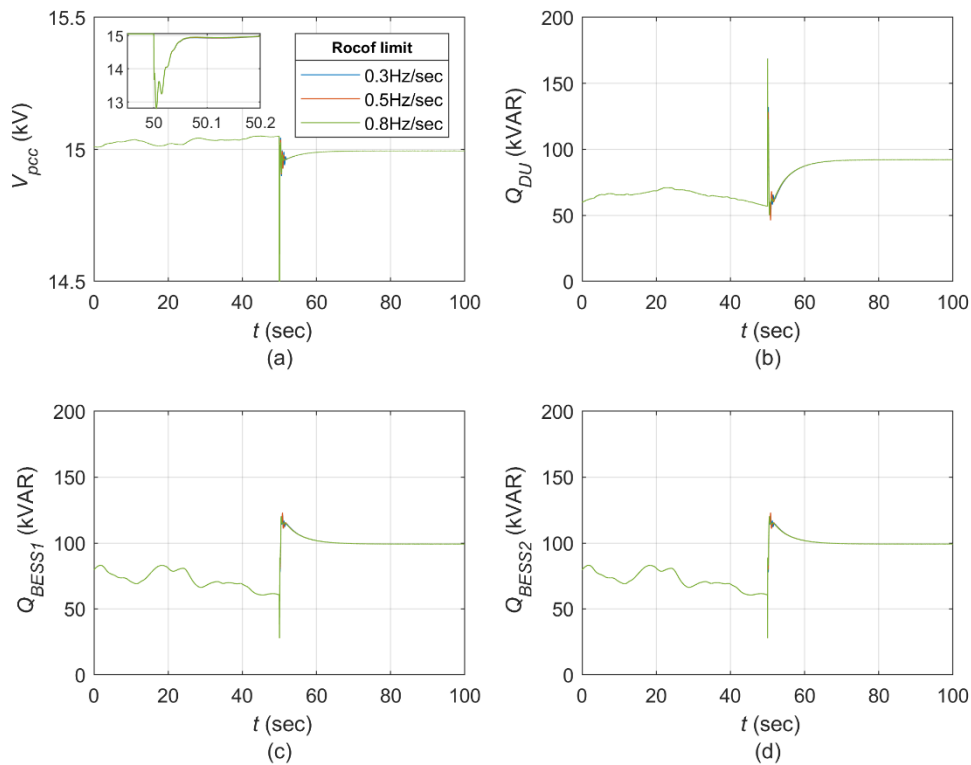 15.5
15
14.5
V_pcc (kV)
15
14
13
50 50.1 50.2
Rocof limit
0.3Hz/sec
0.5Hz/sec
0.8Hz/sec
0 20 40 60 80 100
t (sec)
(a)
200
150
100
50
0
Q_DU (kVAR)
0 20 40 60 80 100
t (sec)
(b)
200
150
100
50
0
Q_BESS1 (kVAR)
0 20 40 60 80 100
t (sec)
(c)
200
150
100
50
0
Q_BESS2 (kVAR)
0 20 40 60 80 100
t (sec)
(d)